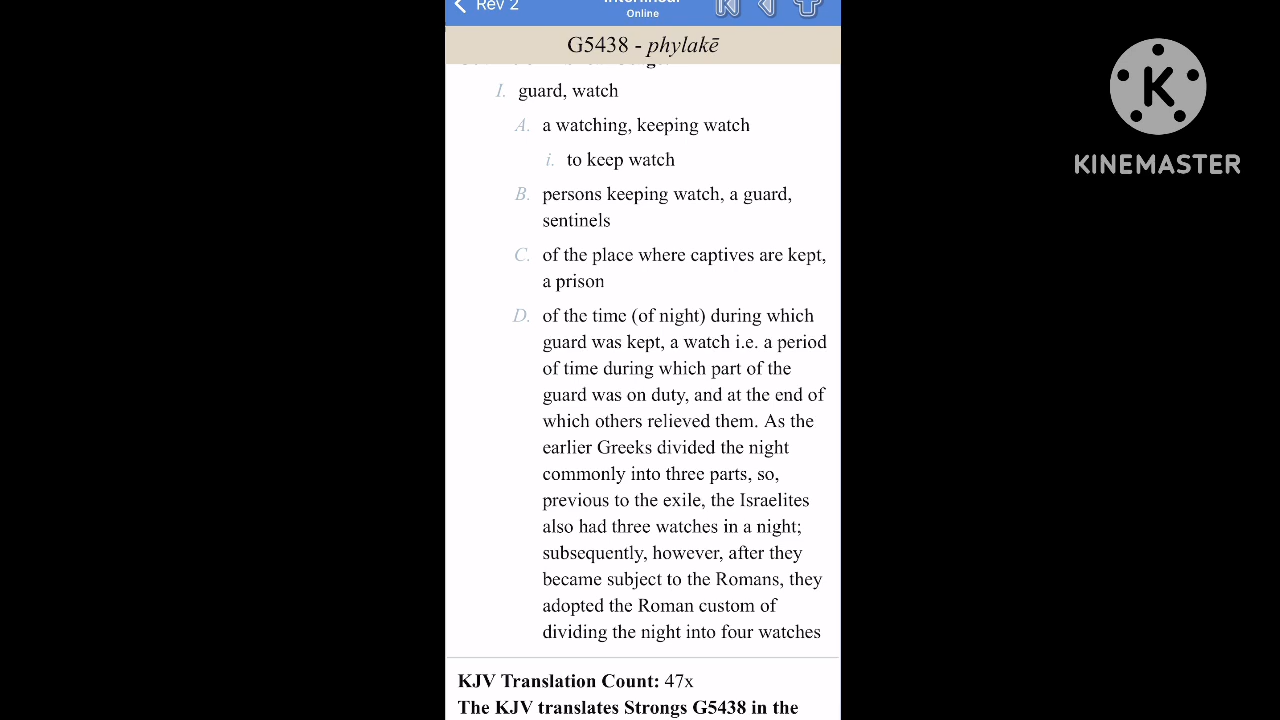 Rev 2
Online
G5438 - phylakē
I. guard, watch
A. a watching, keeping watch
i. to keep watch
B. persons keeping watch, a guard,
sentinels
C. of the place where captives are kept,
a prison
D. of the time (of night) during which
guard was kept, a watch i.e. a period
of time during which part of the
guard was on duty, and at the end of
which others relieved them. As the
earlier Greeks divided the night
commonly into three parts, so,
previous to the exile, the Israelites
also had three watches in a night;
subsequently, however, after they
became subject to the Romans, they
adopted the Roman custom of
dividing the night into four watches
KJV Translation Count: 47x
The KJV translates Strongs G5438 in the
K
KINEMASTER